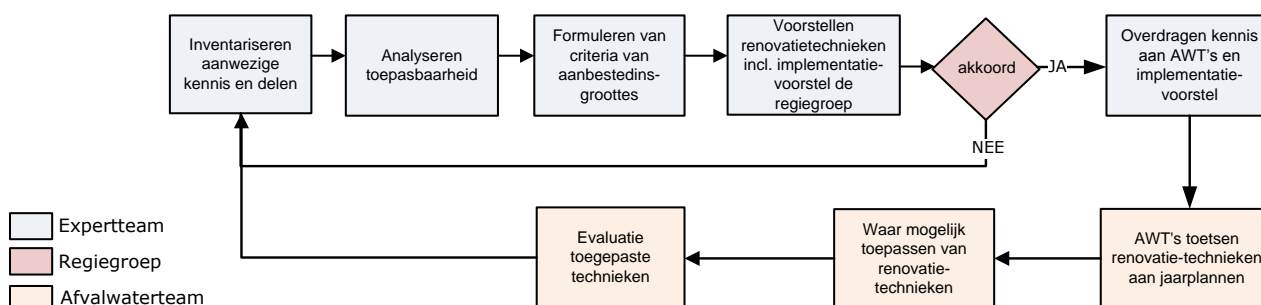 Inventariseren
aanwezige
kennis en delen
Analyseren
toepasbaarheid
Formuleren van
criteria van
aanbestedins-
groottes
Voorstellen
renovatietechnieken
incl. implementatie-
voorstel de
regiegroep
akkoord
JA
Overdragen kennis
aan AWT's en
implementatie-
voorstel
NEE
Expertteam
Regiegroep
Afvalwaterteam
Evaluatie
toegepaste
technieken
Waar mogelijk
toepassen van
renovatie-
technieken
AWT's toetsen
renovatie-technieken
aan jaarplannen